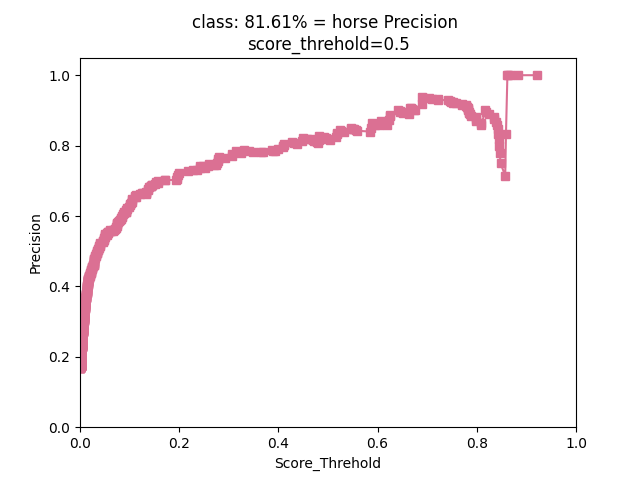 class: 81.61% = horse Precision
score_threhold=0.5
1.0
0.8
0.6
0.4
0.2
0.0
Precision
0.0 0.2 0.4 0.6 0.8 1.0
Score_Threhold